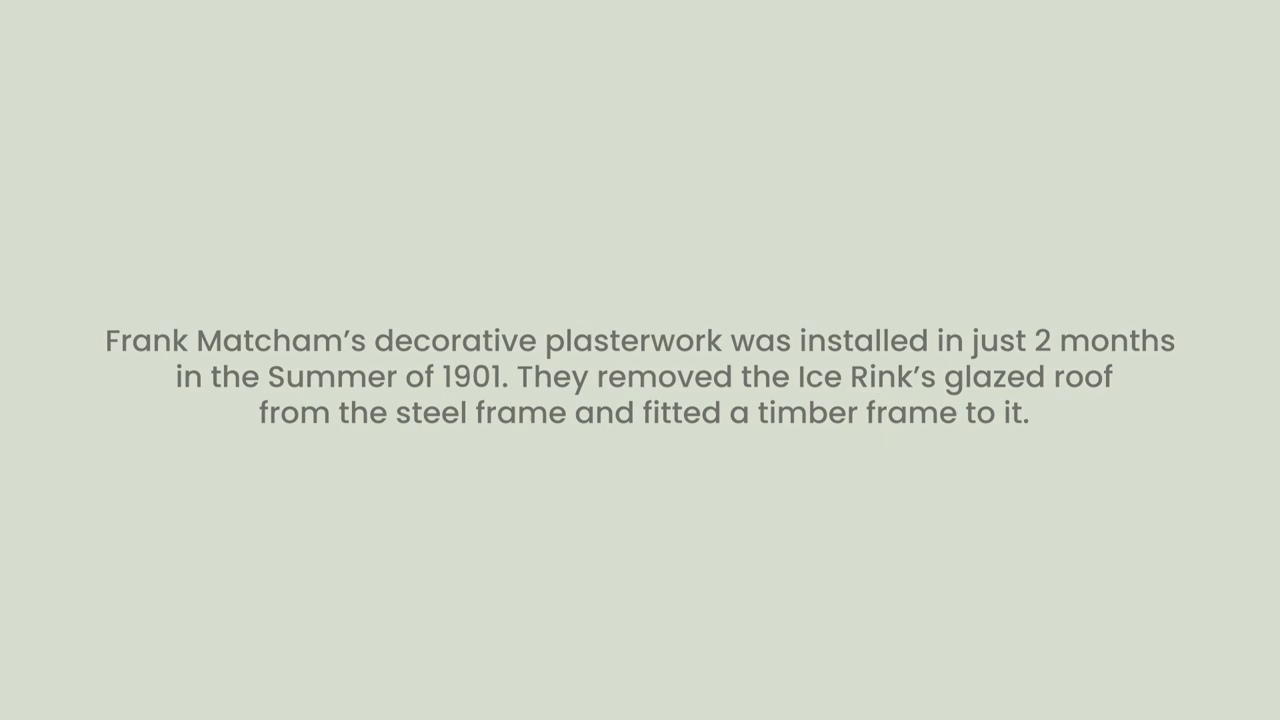 Frank Matcham’s decorative plasterwork was installed in just 2 months
in the Summer of 1901. They removed the Ice Rink’s glazed roof
from the steel frame and fitted a timber frame to it.